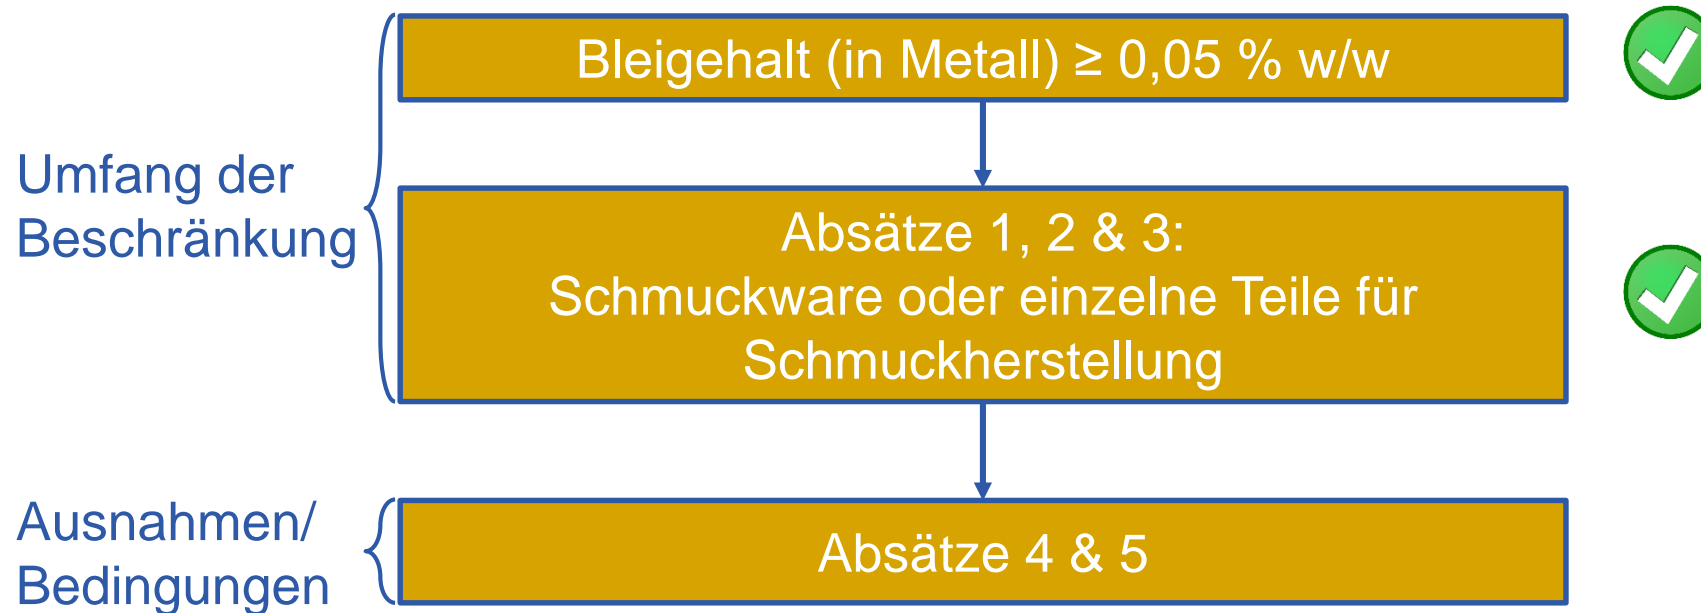 Bleigehalt (in Metall) ≥ 0,05 % w/w
Umfang der
Beschränkung
Absätze 1, 2 & 3:
Schmuckware oder einzelne Teile für
Schmuckherstellung
Ausnahmen/
Bedingungen
Absätze 4 & 5